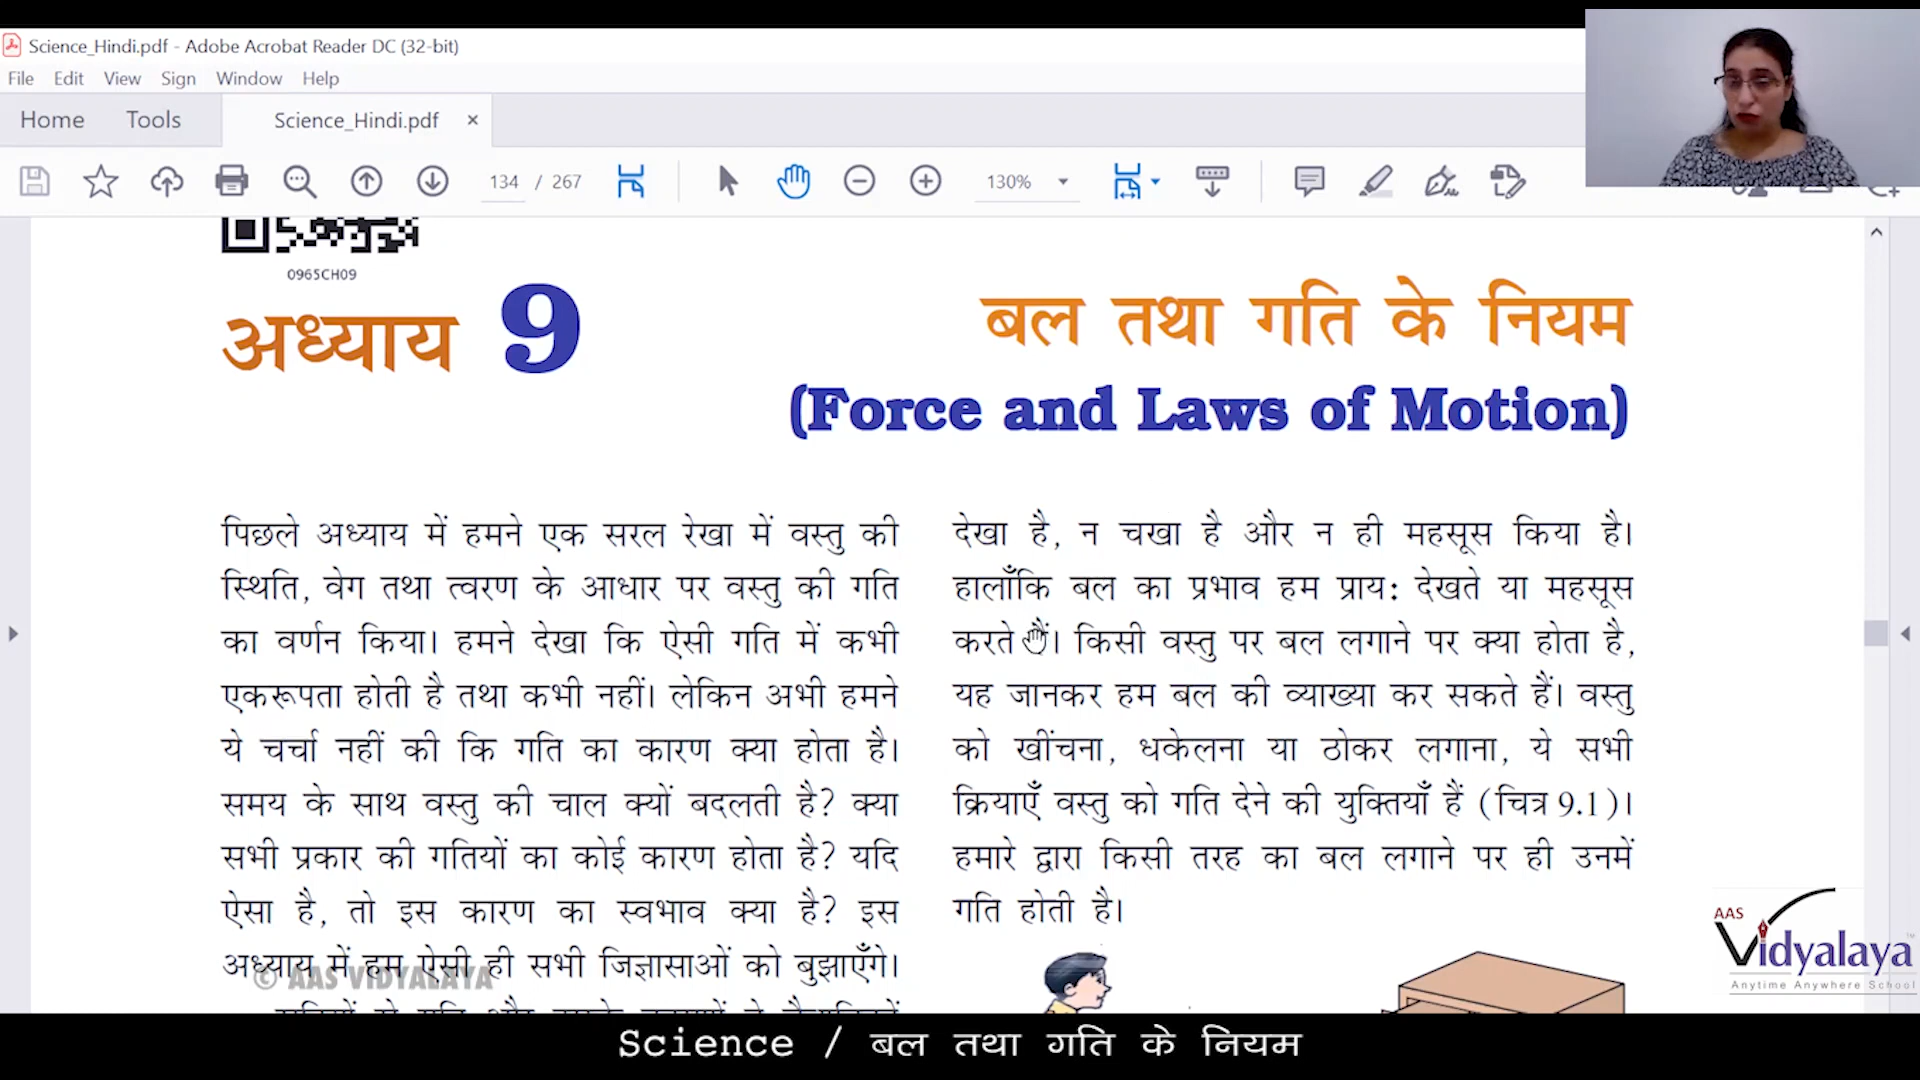 Science_Hindi.pdf - Adobe Acrobat Reader DC (32-bit)
File Edit View Sign Window Help
Home Tools Science_Hindi.pdf ×
134 / 267 130%
0965CH09
अध्याय 9
बल तथा गति के नियम
(Force and Laws of Motion)
पिछले अध्याय में हमने एक सरल रेखा में वस्तु की
स्थिति, वेग तथा त्वरण के आधार पर वस्तु की गति
का वर्णन किया। हमने देखा कि ऐसी गति में कभी
एकरूपता होती है तथा कभी नहीं। लेकिन अभी हमने
ये चर्चा नहीं की कि गति का कारण क्या होता है।
समय के साथ वस्तु की चाल क्यों बदलती है? क्या
सभी प्रकार की गतियों का कोई कारण होता है? यदि
ऐसा है, तो इस कारण का स्वभाव क्या है? इस
अध्याय में हम ऐसी ही सभी जिज्ञासाओं को बुझाएँगे।
देखा है, न चखा है और न ही महसूस किया है।
हालाँकि बल का प्रभाव हम प्राय: देखते या महसूस
करते हैं। किसी वस्तु पर बल लगाने पर क्या होता है,
यह जानकर हम बल की व्याख्या कर सकते हैं। वस्तु
को खींचना, धकेलना या ठोकर लगाना, ये सभी
क्रियाएँ वस्तु को गति देने की युक्तियाँ हैं (चित्र 9.1)।
हमारे द्वारा किसी तरह का बल लगाने पर ही उनमें
गति होती है।
© AAS VIDYALAYA
AAS
Vidyalaya
Anytime Anywhere School
Science / बल तथा गति के नियम